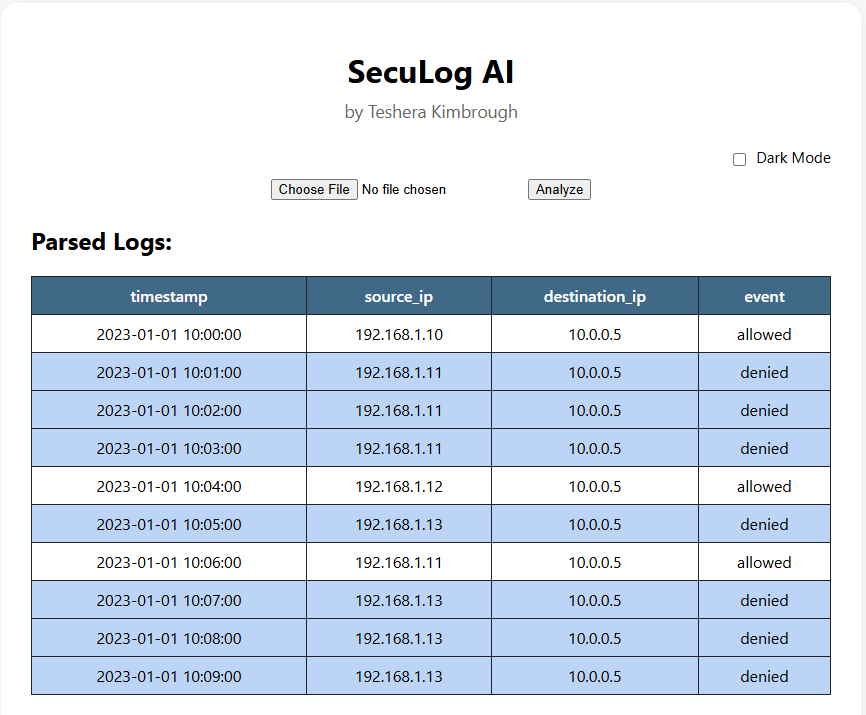 SecuLog AI
by Teshera Kimbrough
Dark Mode
Choose File No file chosen Analyze
Parsed Logs:
timestamp source_ip destination_ip event
2023-01-01 10:00:00 192.168.1.10 10.0.0.5 allowed
2023-01-01 10:01:00 192.168.1.11 10.0.0.5 denied
2023-01-01 10:02:00 192.168.1.11 10.0.0.5 denied
2023-01-01 10:03:00 192.168.1.11 10.0.0.5 denied
2023-01-01 10:04:00 192.168.1.12 10.0.0.5 allowed
2023-01-01 10:05:00 192.168.1.13 10.0.0.5 denied
2023-01-01 10:06:00 192.168.1.11 10.0.0.5 allowed
2023-01-01 10:07:00 192.168.1.13 10.0.0.5 denied
2023-01-01 10:08:00 192.168.1.13 10.0.0.5 denied
2023-01-01 10:09:00 192.168.1.13 10.0.0.5 denied